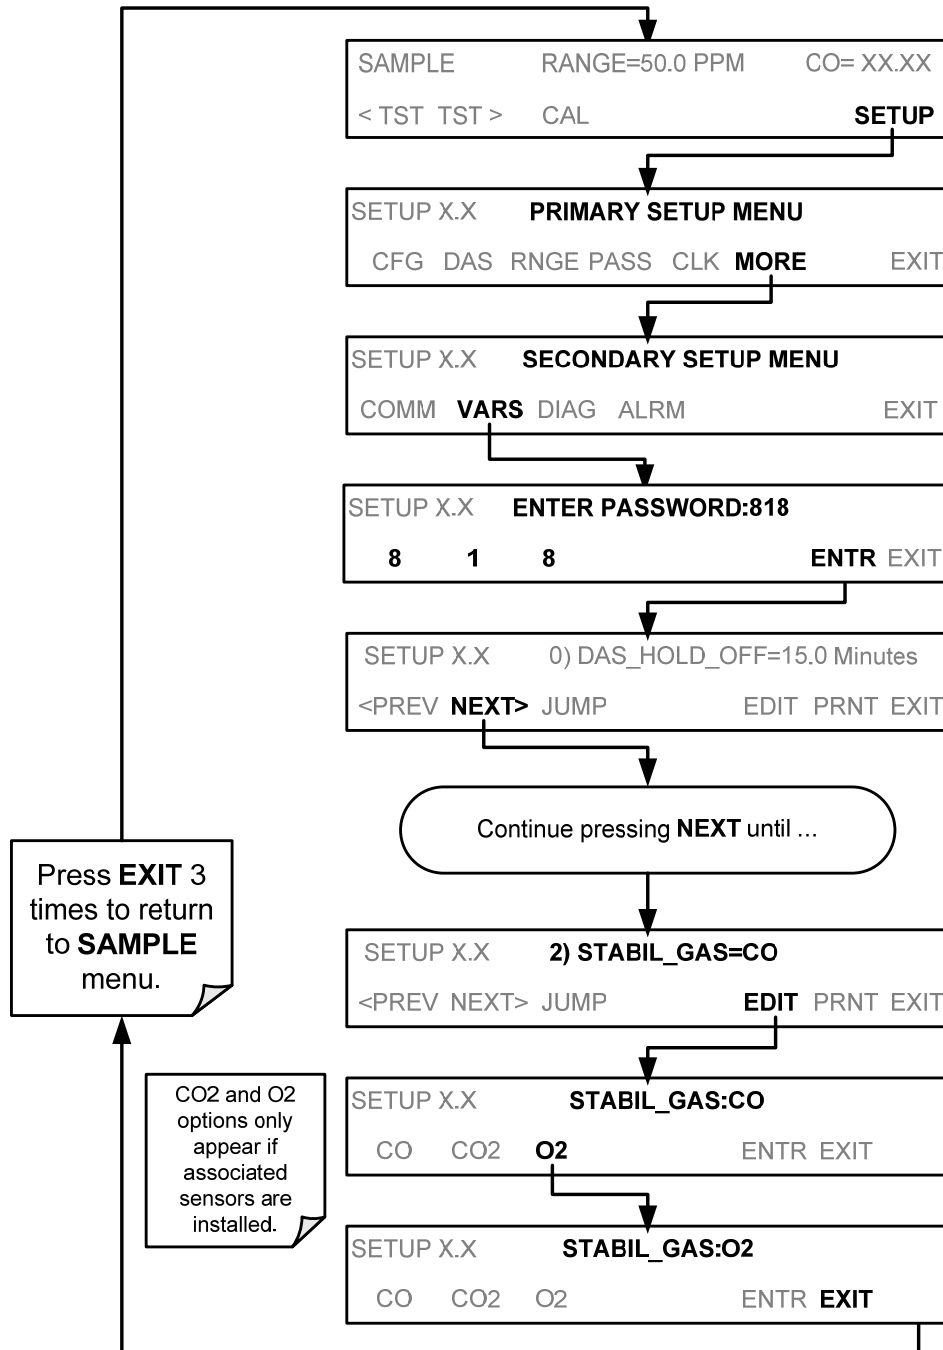 SAMPLE RANGE=50.0 PPM CO= XX.XX
< TST TST > CAL SETUP
SETUP X.X PRIMARY SETUP MENU
CFG DAS RNGE PASS CLK MORE EXIT
SETUP X.X SECONDARY SETUP MENU
COMM VARS DIAG ALRM EXIT
SETUP X.X ENTER PASSWORD:818
8 1 8 ENTR EXIT
SETUP X.X 0) DAS_HOLD_OFF=15.0 Minutes
<PREV NEXT> JUMP EDIT PRNT EXIT
Continue pressing NEXT until ...
SETUP X.X 2) STABIL_GAS=CO
<PREV NEXT> JUMP EDIT PRNT EXIT
SETUP X.X STABIL_GAS:CO
CO CO2 O2 ENTR EXIT
SETUP X.X STABIL_GAS:O2
CO CO2 O2 ENTR EXIT
Press EXIT 3
times to return
to SAMPLE
menu.
CO2 and O2
options only
appear if
associated
sensors are
installed.